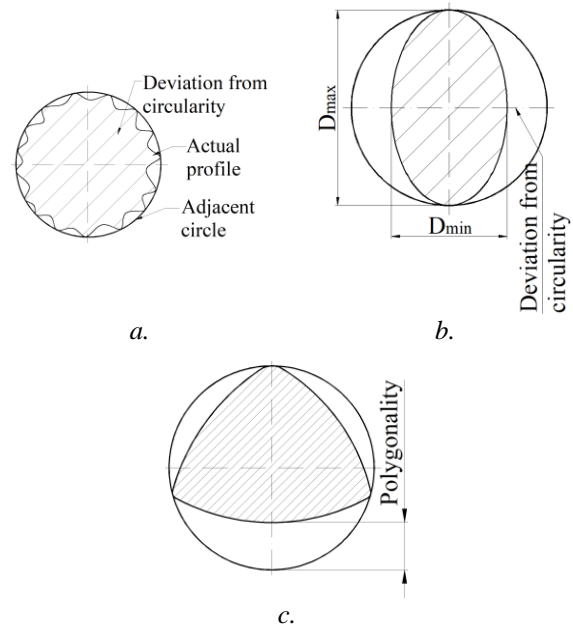 Deviation from
circularity
Actual
profile
Adjacent
circle
a.
Dmax
Dmin
Deviation from
circularity
b.
Polygonality
c.